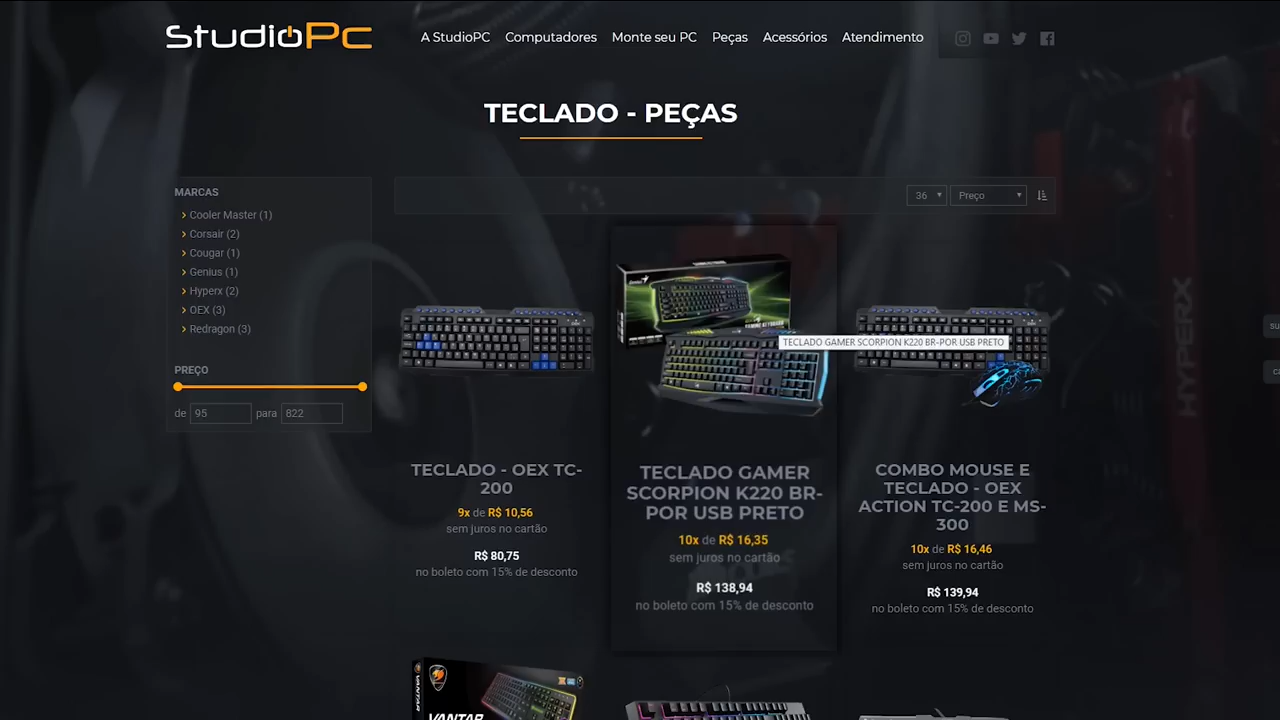 StudioPc
A StudioPC Computadores Monte seu PC Peças Acessórios Atendimento
TECLADO - PEÇAS
MARCAS
Cooler Master (1)
Corsair (2)
Cougar (1)
Genius (1)
Hyperx (2)
OEX (3)
Redragon (3)
PREÇO
de 95 para 822
36 Preço
TECLADO GAMER SCORPION K220 BR-POR USB PRETO
HYPERX
TECLADO - OEX TC-
200
9x de R$ 10,56
sem juros no cartão
R$ 80,75
no boleto com 15% de desconto
TECLADO GAMER
SCORPION K220 BR-
POR USB PRETO
10x de R$ 16,35
sem juros no cartão
R$ 138,94
no boleto com 15% de desconto
COMBO MOUSE E
TECLADO - OEX
ACTION TC-200 E MS-
300
10x de R$ 16,46
sem juros no cartão
R$ 139,94
no boleto com 15% de desconto
VANTAR
VANTAR